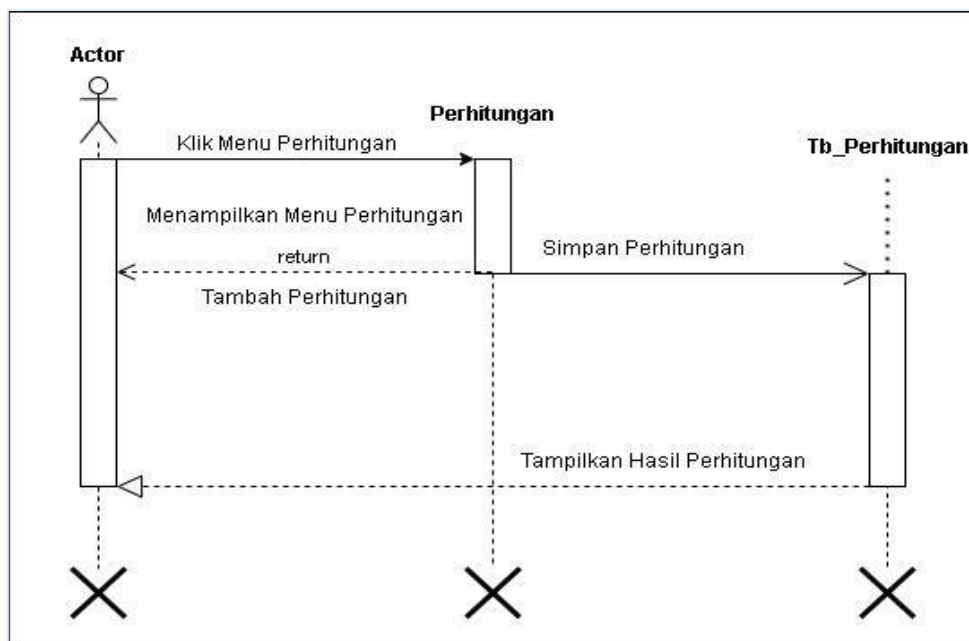 Actor
Perhitungan
Klik Menu Perhitungan
Tb_Perhitungan
Menampilkan Menu Perhitungan
Simpan Perhitungan
return
Tambah Perhitungan
Tampilkan Hasil Perhitungan